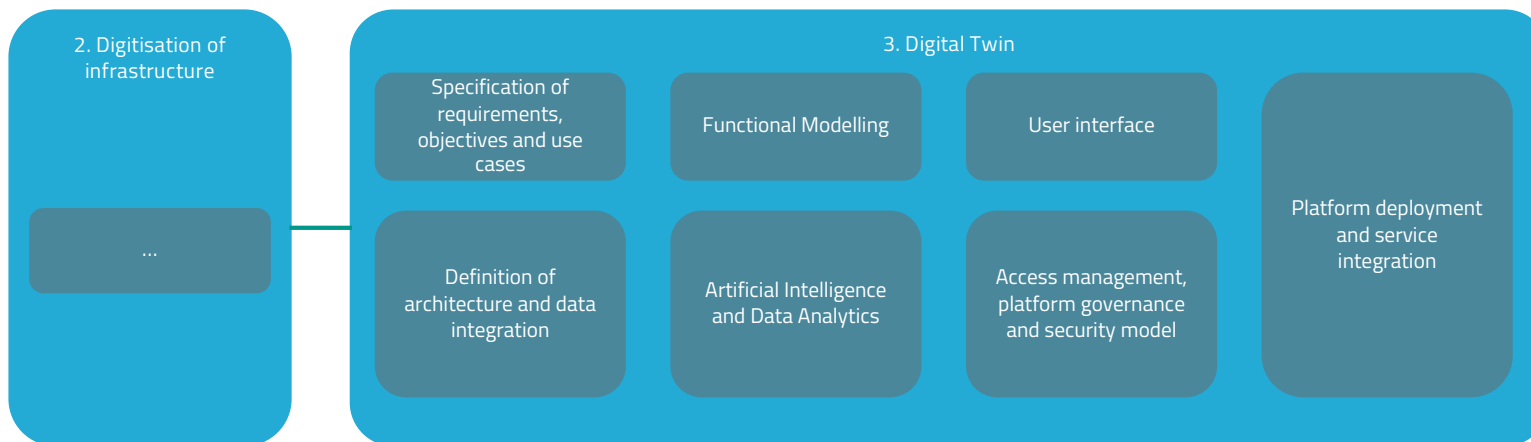 2. Digitisation of
infrastructure
...
3. Digital Twin
Specification of
requirements,
objectives and use
cases
Functional Modelling
User interface
Platform deployment
and service
integration
Definition of
architecture and data
integration
Artificial Intelligence
and Data Analytics
Access management,
platform governance
and security model